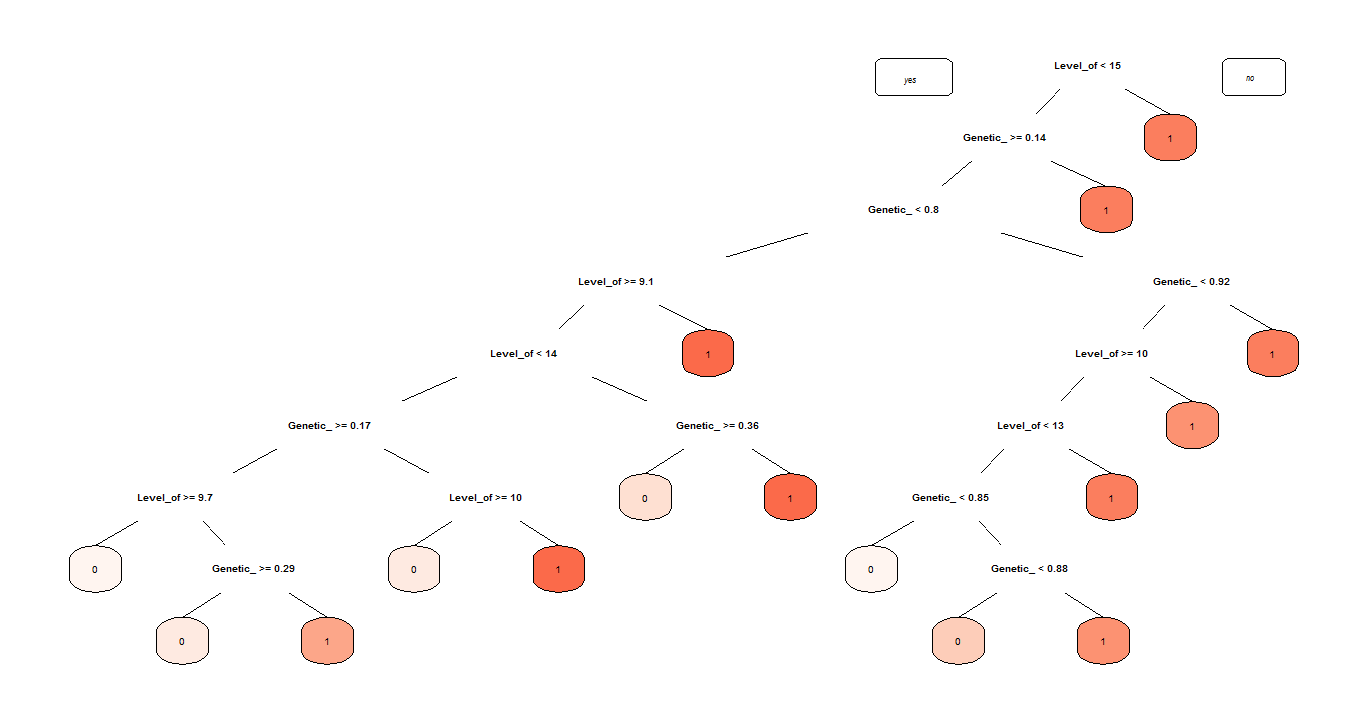 Level_of < 15
yes
no
Genetic_ >= 0.14
1
Genetic_ < 0.8
1
Level_of >= 9.1
Genetic_ < 0.92
Level_of < 14
1
Level_of >= 10
1
Genetic_ >= 0.17
Genetic_ >= 0.36
Level_of < 13
1
Level_of >= 9.7
Level_of >= 10
0
1
Genetic_ < 0.85
1
0
Genetic_ >= 0.29
0
1
0
Genetic_ < 0.88
0
1
0
1